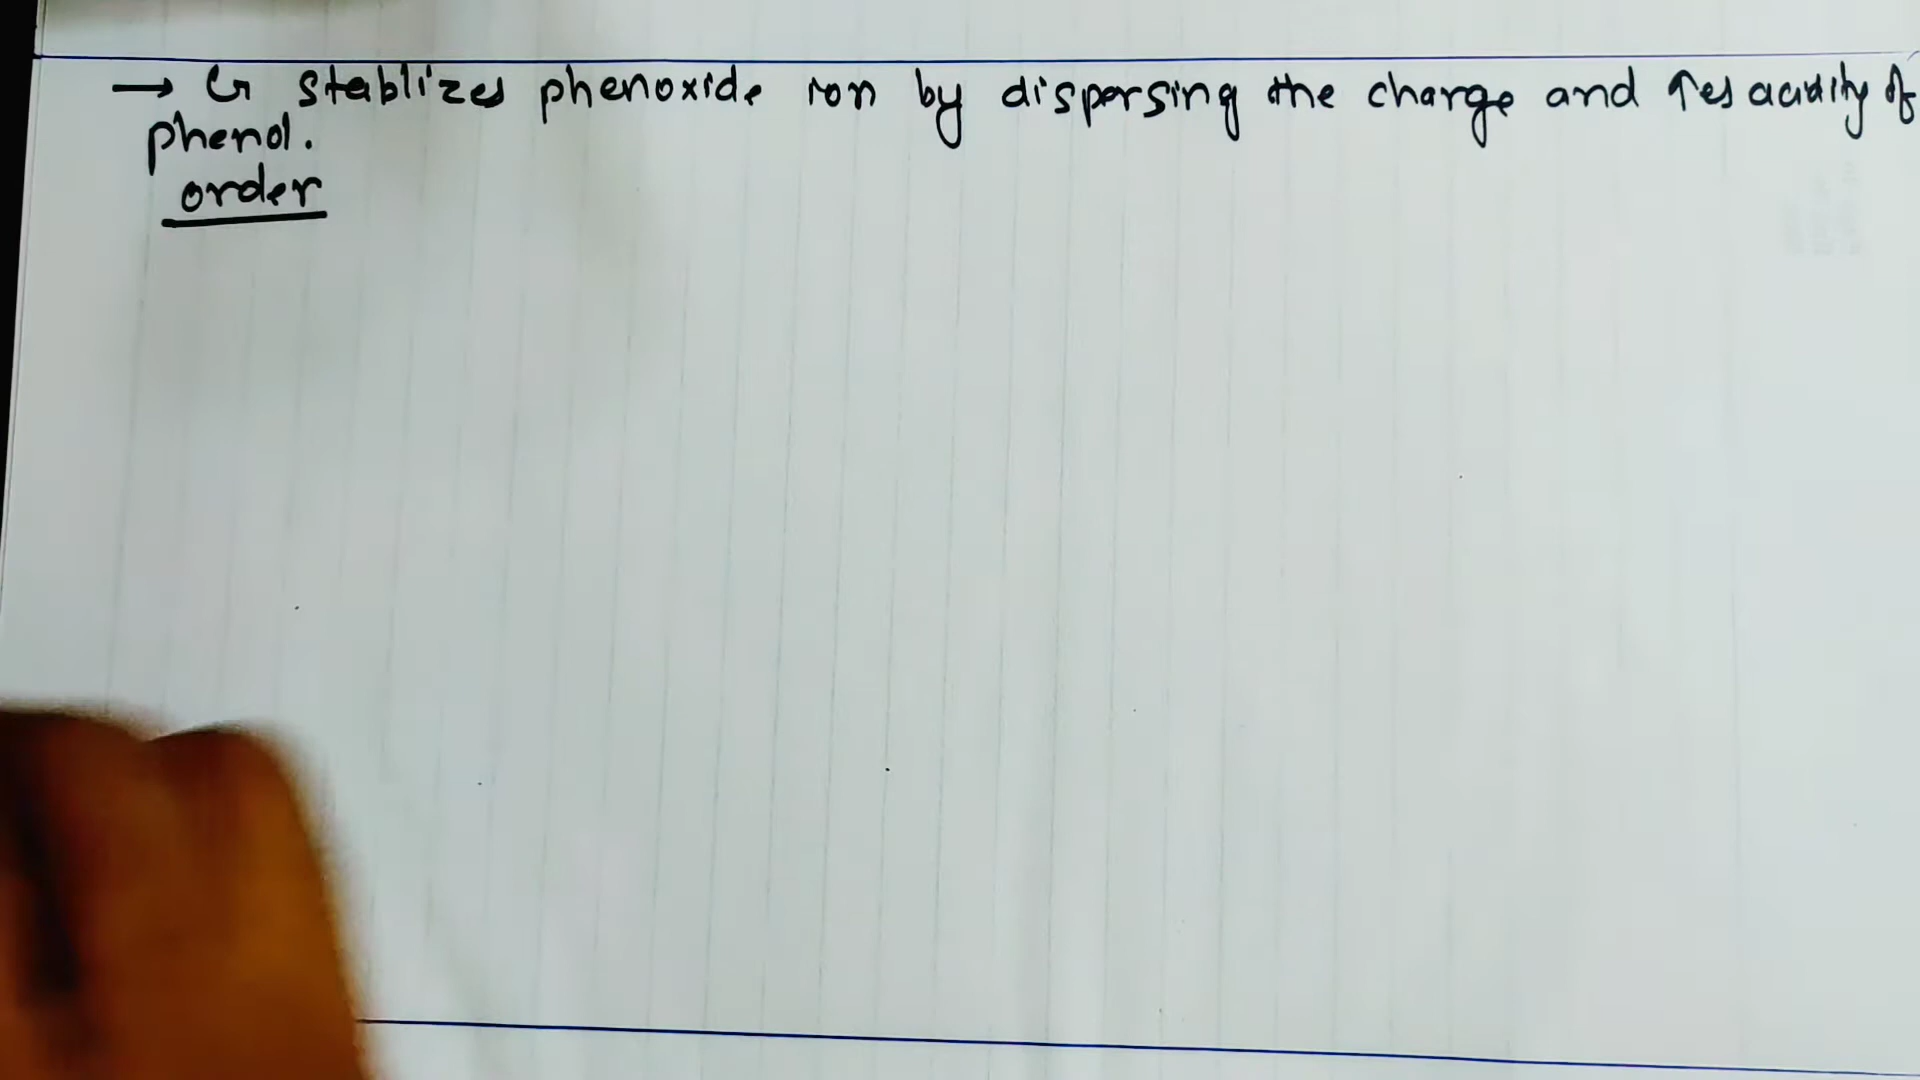 → G stablizes phenoxide ion by dispersing the charge and ↑es acidity of
phenol.
order